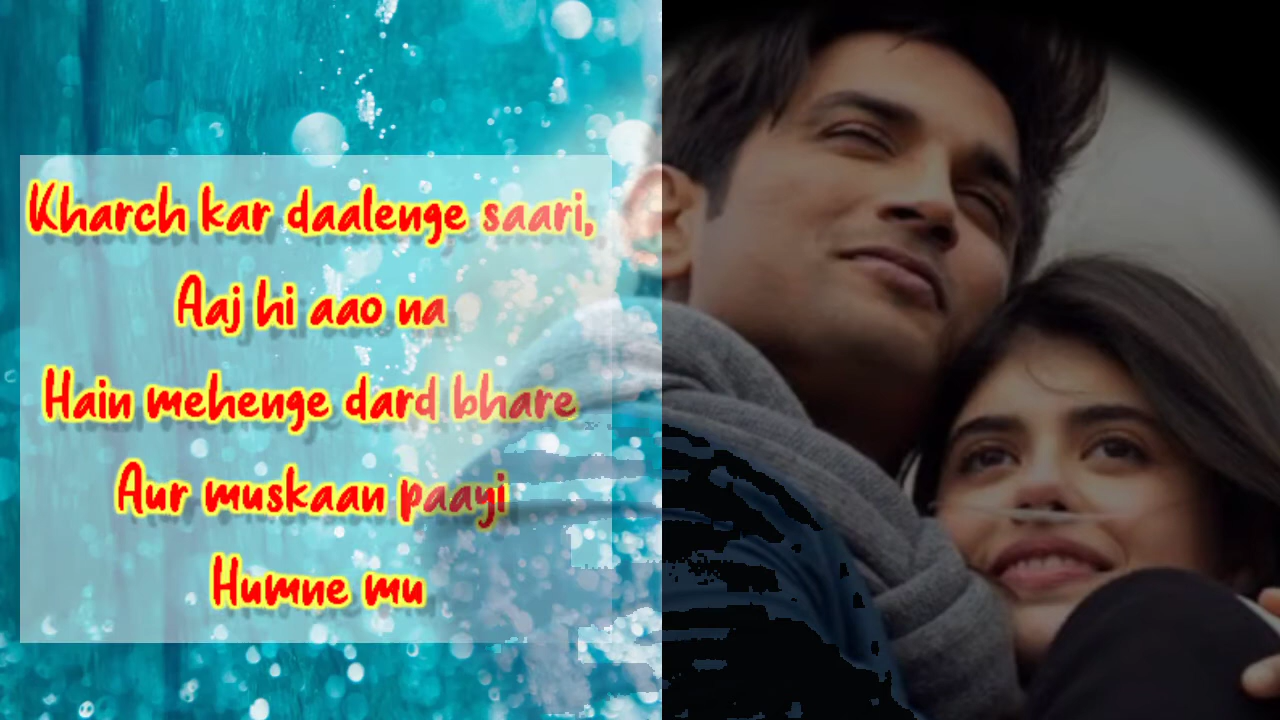 Kharch kar daalenge saari,
Aaj hi aao na
Hain mehenge dard bhare
Aur muskaan paayi
Humne mu